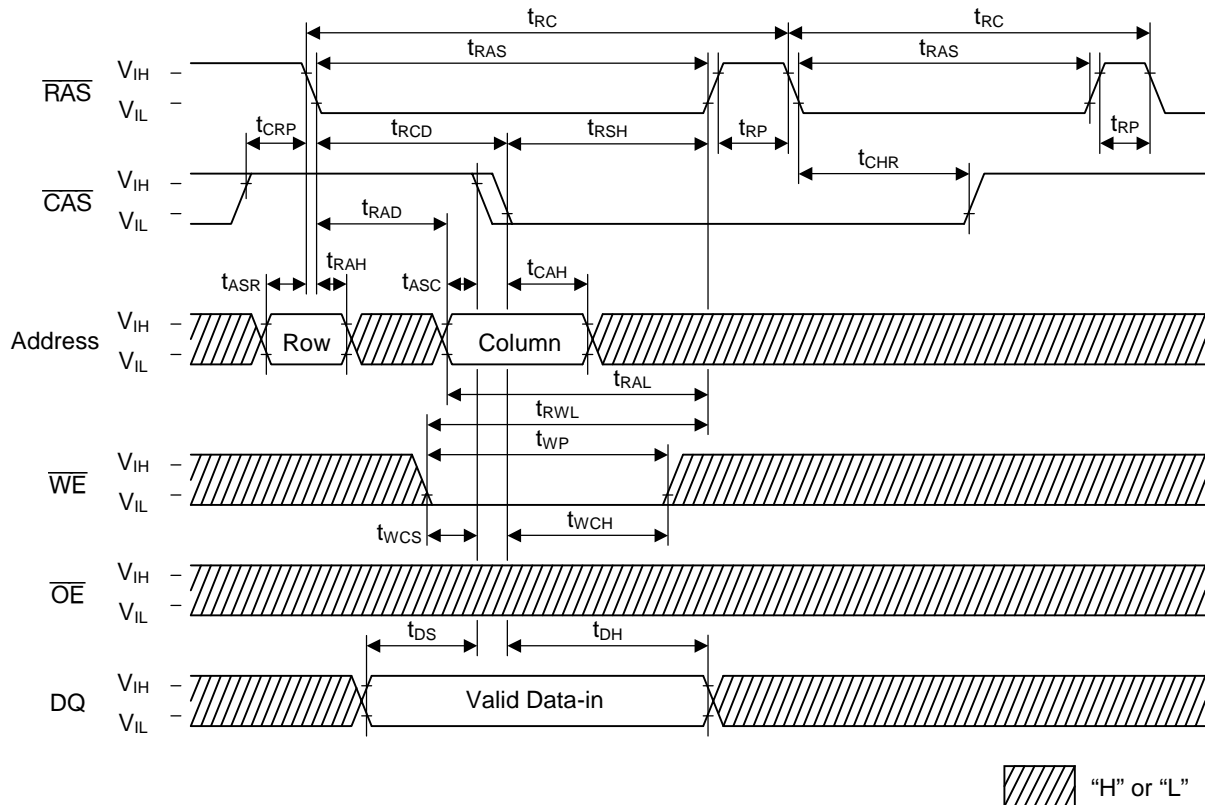 tRC tRC
tRAS tRAS
RAS VIH
VIL
tCRP tRCD tRSH tRP tCHR tRP
CAS VIH
VIL
tRAD
tASR tRAH tASC tCAH
Address VIH
VIL
Row Column
tRAL
tRWL
tWP
WE VIH
VIL
tWCS tWCH
OE VIH
VIL
tDS tDH
DQ VIH
VIL
Valid Data-in
“H” or “L”